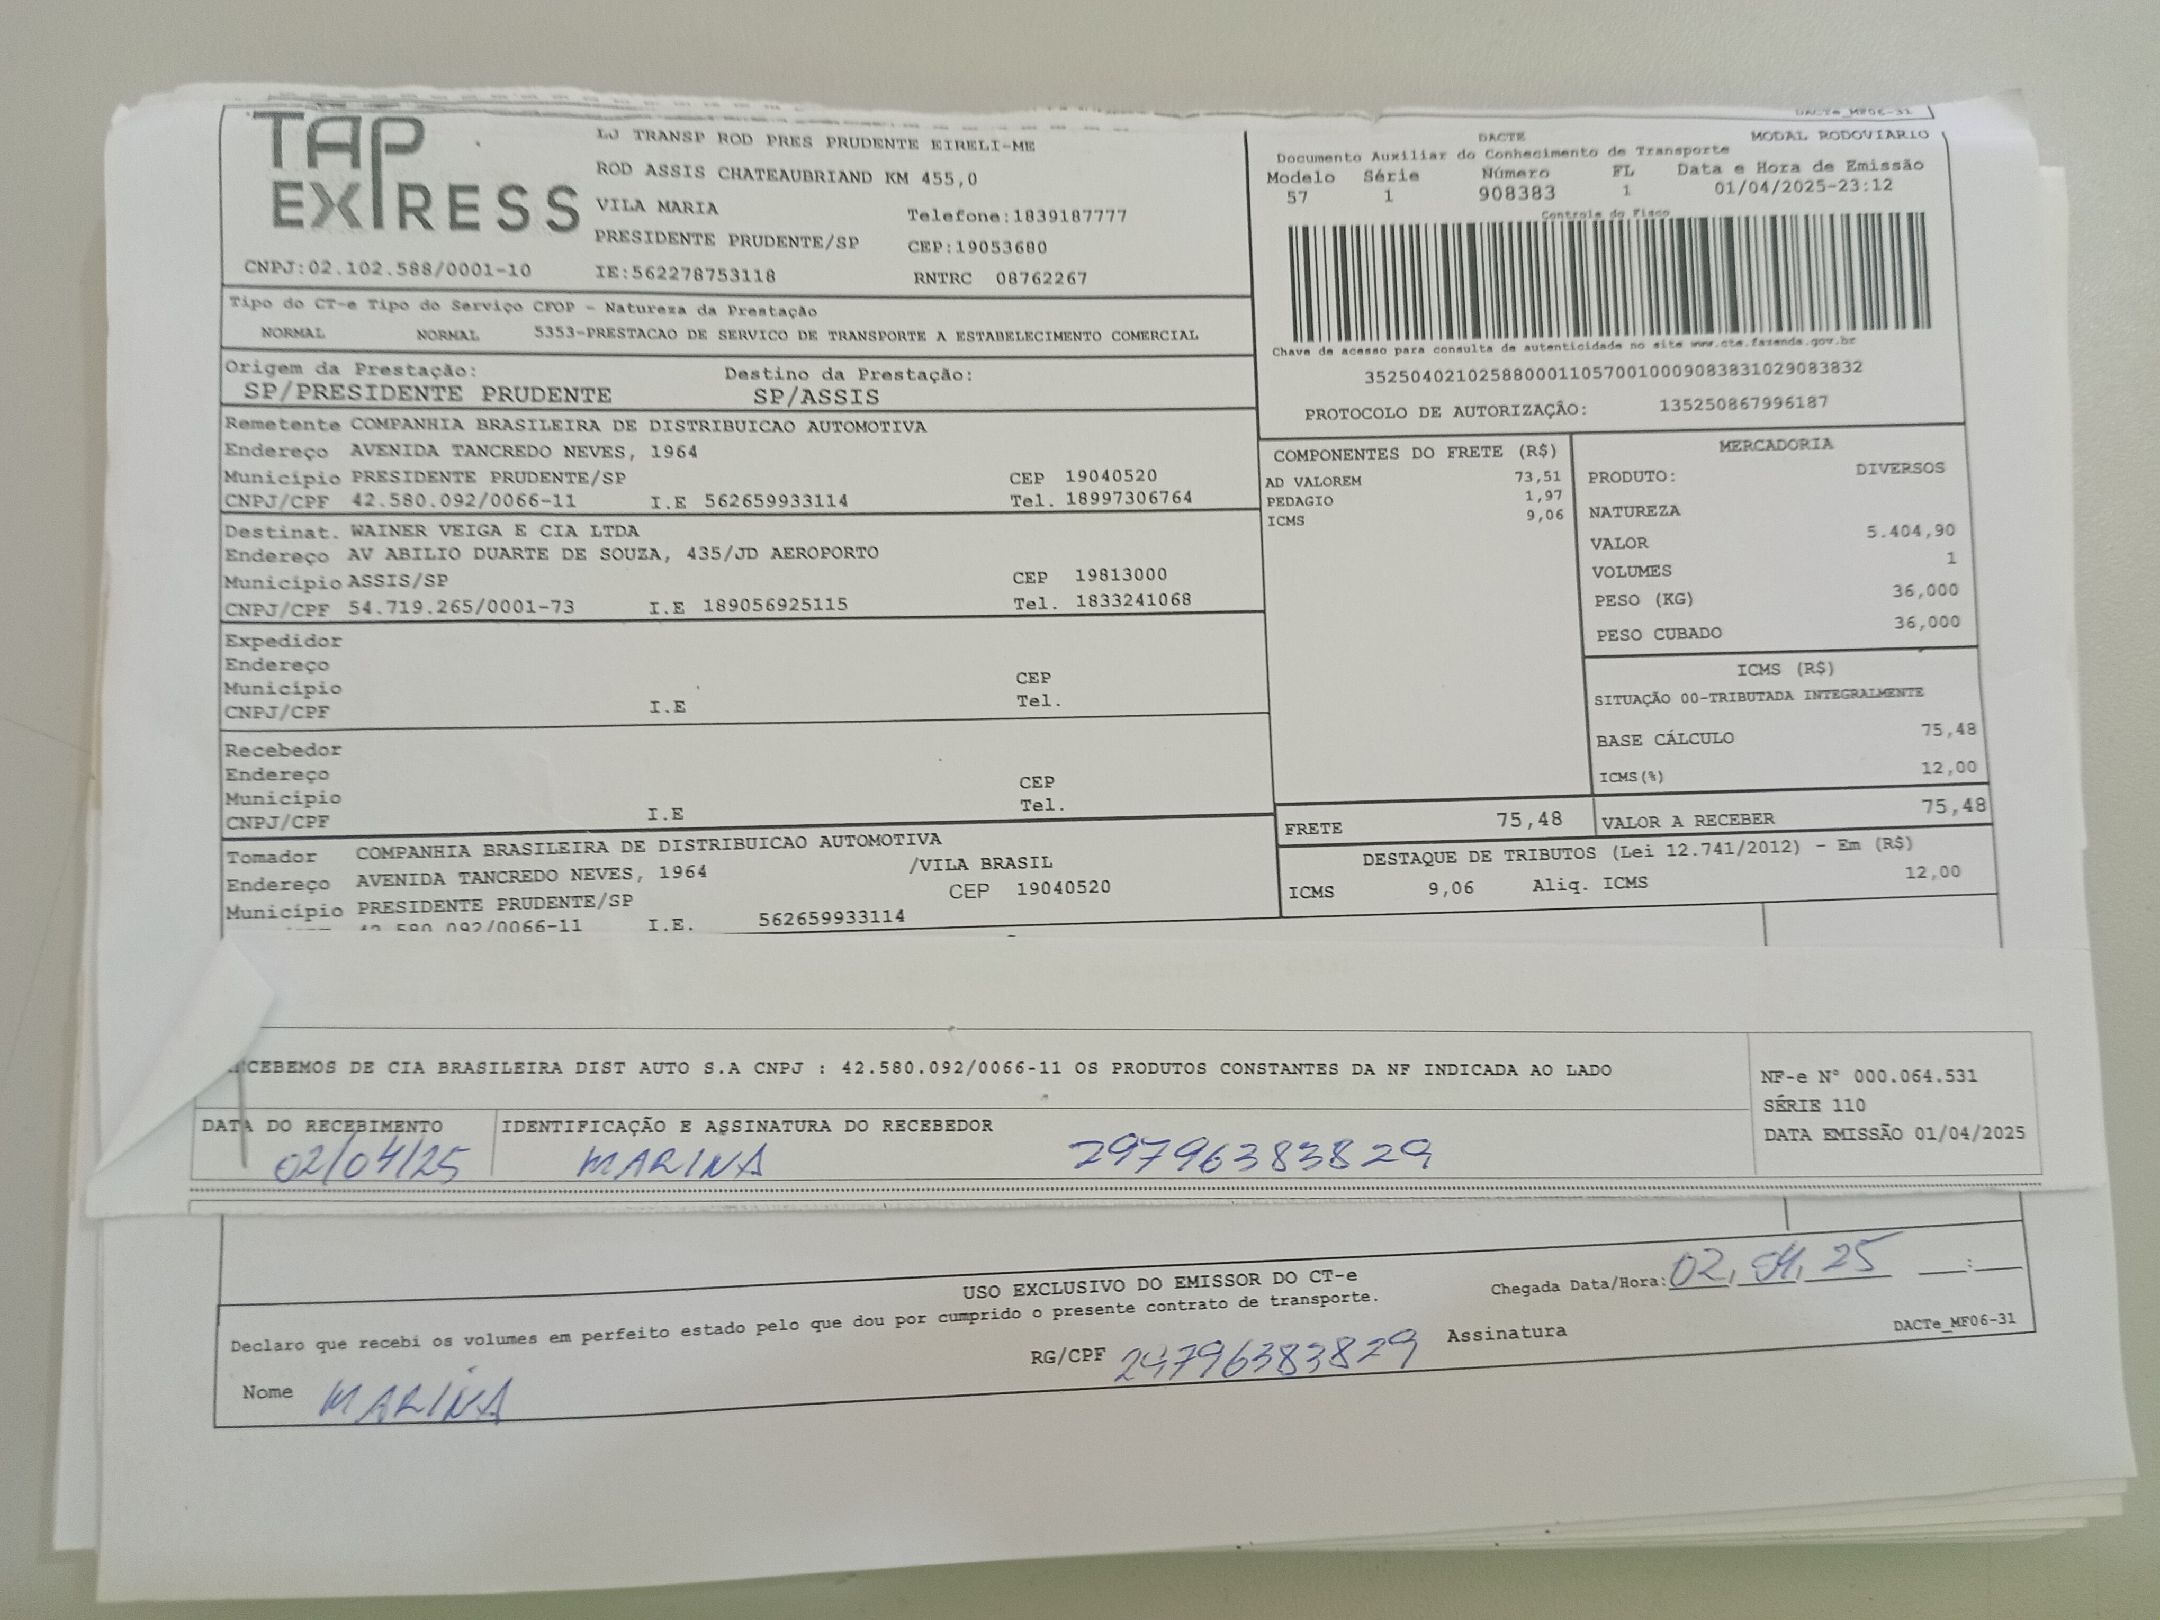 DACTe_MF06-31
TAP
EXPRESS
CNPJ:02.102.588/0001-10
LJ TRANSP ROD PRES PRUDENTE EIRELI-ME
ROD ASSIS CHATEAUBRIAND KM 455,0
VILA MARIA
Telefone:1839187777
PRESIDENTE PRUDENTE/SP CEP:19053680
IE:562278753118 RNTRC 08762267
DACTE MODAL RODOVIARIO
Documento Auxiliar do Conhecimento de Transporte
Modelo Série Número FL Data e Hora de Emissão
57 1 908383 1 01/04/2025-23:12
Controle do Fisco
Chave de acesso para consulta de autenticidade no site www.cte.fazenda.gov.br
35250402102588000110570010009083831029083832
PROTOCOLO DE AUTORIZAÇÃO: 135250867996187
Tipo do CT-e Tipo do Serviço CFOP - Natureza da Prestação
NORMAL NORMAL 5353-PRESTACAO DE SERVICO DE TRANSPORTE A ESTABELECIMENTO COMERCIAL
Origem da Prestação: Destino da Prestação:
SP/PRESIDENTE PRUDENTE SP/ASSIS
Remetente COMPANHIA BRASILEIRA DE DISTRIBUICAO AUTOMOTIVA
Endereço AVENIDA TANCREDO NEVES, 1964
Município PRESIDENTE PRUDENTE/SP CEP 19040520
CNPJ/CPF 42.580.092/0066-11 I.E 562659933114 Tel. 18997306764
Destinat. WAINER VEIGA E CIA LTDA
Endereço AV ABILIO DUARTE DE SOUZA, 435/JD AEROPORTO
Município ASSIS/SP CEP 19813000
CNPJ/CPF 54.719.265/0001-73 I.E 189056925115 Tel. 1833241068
Expedidor
Endereço
Município CEP
CNPJ/CPF I.E Tel.
Recebedor
Endereço
Município CEP
CNPJ/CPF I.E Tel.
Tomador COMPANHIA BRASILEIRA DE DISTRIBUICAO AUTOMOTIVA
Endereço AVENIDA TANCREDO NEVES, 1964 /VILA BRASIL
Município PRESIDENTE PRUDENTE/SP CEP 19040520
42.580.092/0066-11 I.E. 562659933114
COMPONENTES DO FRETE (R$)
AD VALOREM 73,51
PEDAGIO 1,97
ICMS 9,06
MERCADORIA
PRODUTO: DIVERSOS
NATUREZA
VALOR 5.404,90
VOLUMES 1
PESO (KG) 36,000
PESO CUBADO 36,000
ICMS (R$)
SITUAÇÃO 00-TRIBUTADA INTEGRALMENTE
BASE CÁLCULO 75,48
ICMS(%) 12,00
FRETE 75,48 VALOR A RECEBER 75,48
DESTAQUE DE TRIBUTOS (Lei 12.741/2012) - Em (R$)
ICMS 9,06 Aliq. ICMS 12,00
CEBEMOS DE CIA BRASILEIRA DIST AUTO S.A CNPJ : 42.580.092/0066-11 OS PRODUTOS CONSTANTES DA NF INDICADA AO LADO
NF-e N° 000.064.531
SÉRIE 110
DATA EMISSÃO 01/04/2025
DATA DO RECEBIMENTO IDENTIFICAÇÃO E ASSINATURA DO RECEBEDOR
02/04/25 MARINA 29796383829
USO EXCLUSIVO DO EMISSOR DO CT-e
Chegada Data/Hora: 02, 04, 25 __:__
Declaro que recebi os volumes em perfeito estado pelo que dou por cumprido o presente contrato de transporte.
Nome MARINA RG/CPF 29796383829 Assinatura
DACTe_MF06-31